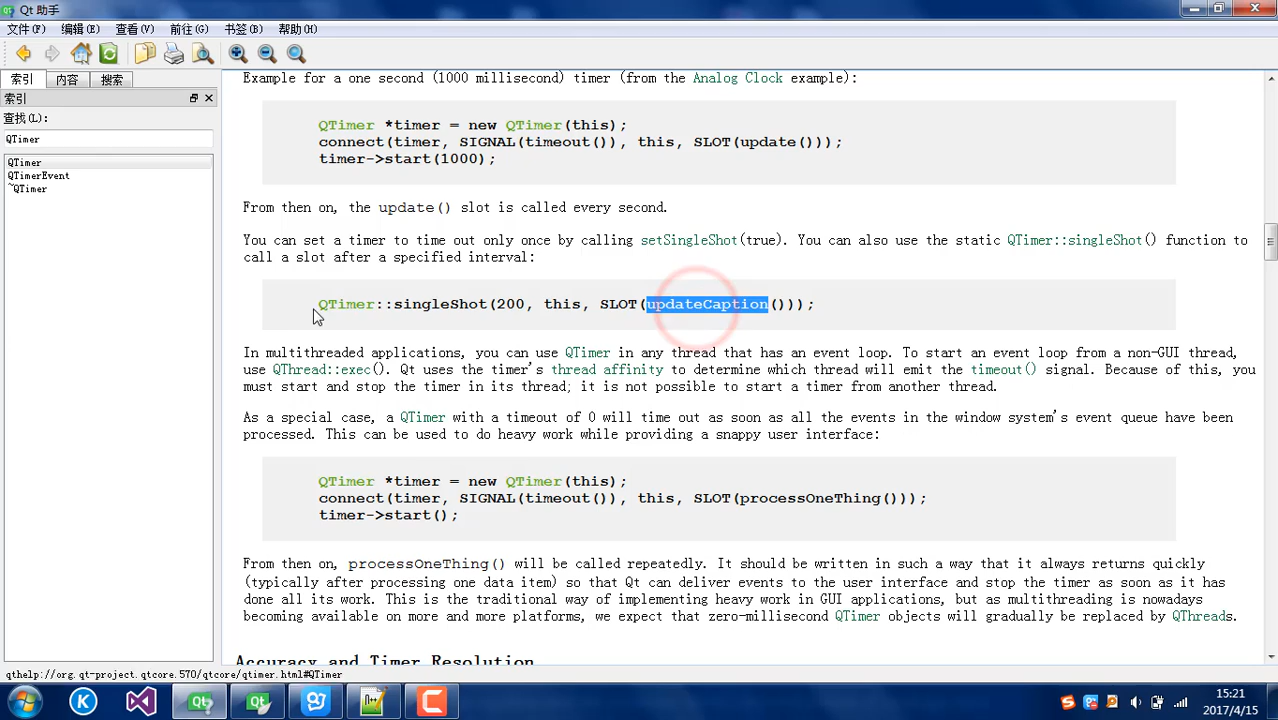 Qt 助手
文件(F) 编辑(E) 查看(V) 前往(G) 书签(B) 帮助(H)
索引 内容 搜索
索引
查找(L):
QTimer
QTimer
QTimerEvent
~QTimer
Example for a one second (1000 millisecond) timer (from the Analog Clock example):
QTimer *timer = new QTimer(this);
connect(timer, SIGNAL(timeout()), this, SLOT(update()));
timer->start(1000);
From then on, the update() slot is called every second.
You can set a timer to time out only once by calling setSingleShot(true). You can also use the static QTimer::singleShot() function to
call a slot after a specified interval:
QTimer::singleShot(200, this, SLOT(updateCaption()));
In multithreaded applications, you can use QTimer in any thread that has an event loop. To start an event loop from a non-GUI thread,
use QThread::exec(). Qt uses the timer's thread affinity to determine which thread will emit the timeout() signal. Because of this, you
must start and stop the timer in its thread; it is not possible to start a timer from another thread.
As a special case, a QTimer with a timeout of 0 will time out as soon as all the events in the window system's event queue have been
processed. This can be used to do heavy work while providing a snappy user interface:
QTimer *timer = new QTimer(this);
connect(timer, SIGNAL(timeout()), this, SLOT(processOneThing()));
timer->start();
From then on, processOneThing() will be called repeatedly. It should be written in such a way that it always returns quickly
(typically after processing one data item) so that Qt can deliver events to the user interface and stop the timer as soon as it has
done all its work. This is the traditional way of implementing heavy work in GUI applications, but as multithreading is nowadays
becoming available on more and more platforms, we expect that zero-millisecond QTimer objects will gradually be replaced by QThreads.
Accuracy and Timer Resolution
qthelp://org.qt-project.qtcore.570/qtcore/qtimer.html#QTimer
15:21
2017/4/15